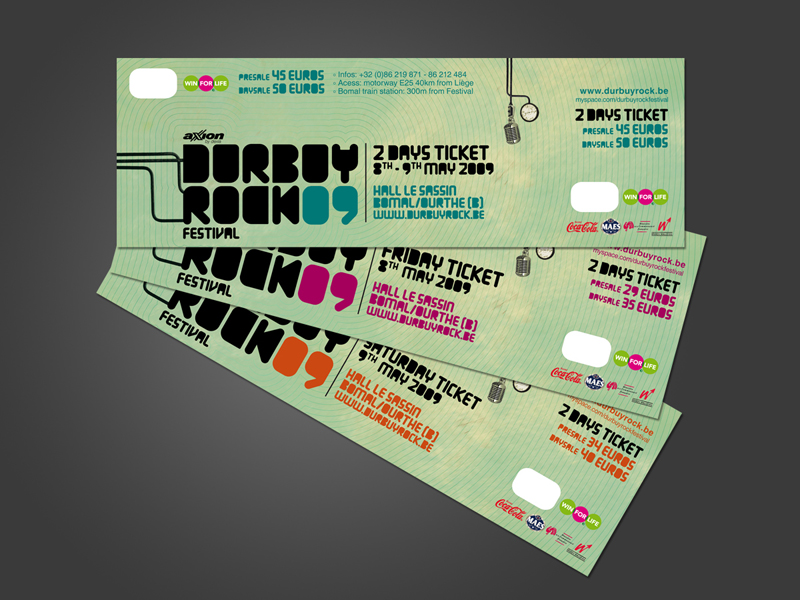 WIN FOR LIFE
PRESALE 45 EUROS
DAYSALE 50 EUROS
Infos: +32 (0)86 219 871 - 86 212 484
Acess: motorway E25 40km from Liège
Bomal train station: 300m from Festival
www.durbuyrock.be
myspace.com/durbuyrockfestival
2 DAYS TICKET
PRESALE 45 EUROS
DAYSALE 50 EUROS
axion
DURBUY
ROCK09
FESTIVAL
2 DAYS TICKET
8TH - 9TH MAY 2009
HALL LE SASSIN
BOMAL/OURTHE (B)
WWW.DURBUYROCK.BE
WIN FOR LIFE
Coca-Cola
MAES
ROCK09
FESTIVAL
FRIDAY TICKET
8TH MAY 2009
HALL LE SASSIN
BOMAL/OURTHE (B)
WWW.DURBUYROCK.BE
www.durbuyrock.be
myspace.com/durbuyrockfestival
2 DAYS TICKET
PRESALE 29 EUROS
DAYSALE 35 EUROS
WIN FOR LIFE
Coca-Cola
MAES
ROCK09
FESTIVAL
SATURDAY TICKET
9TH MAY 2009
HALL LE SASSIN
BOMAL/OURTHE (B)
WWW.DURBUYROCK.BE
www.durbuyrock.be
myspace.com/durbuyrockfestival
2 DAYS TICKET
PRESALE 34 EUROS
DAYSALE 40 EUROS
WIN FOR LIFE
Coca-Cola
MAES